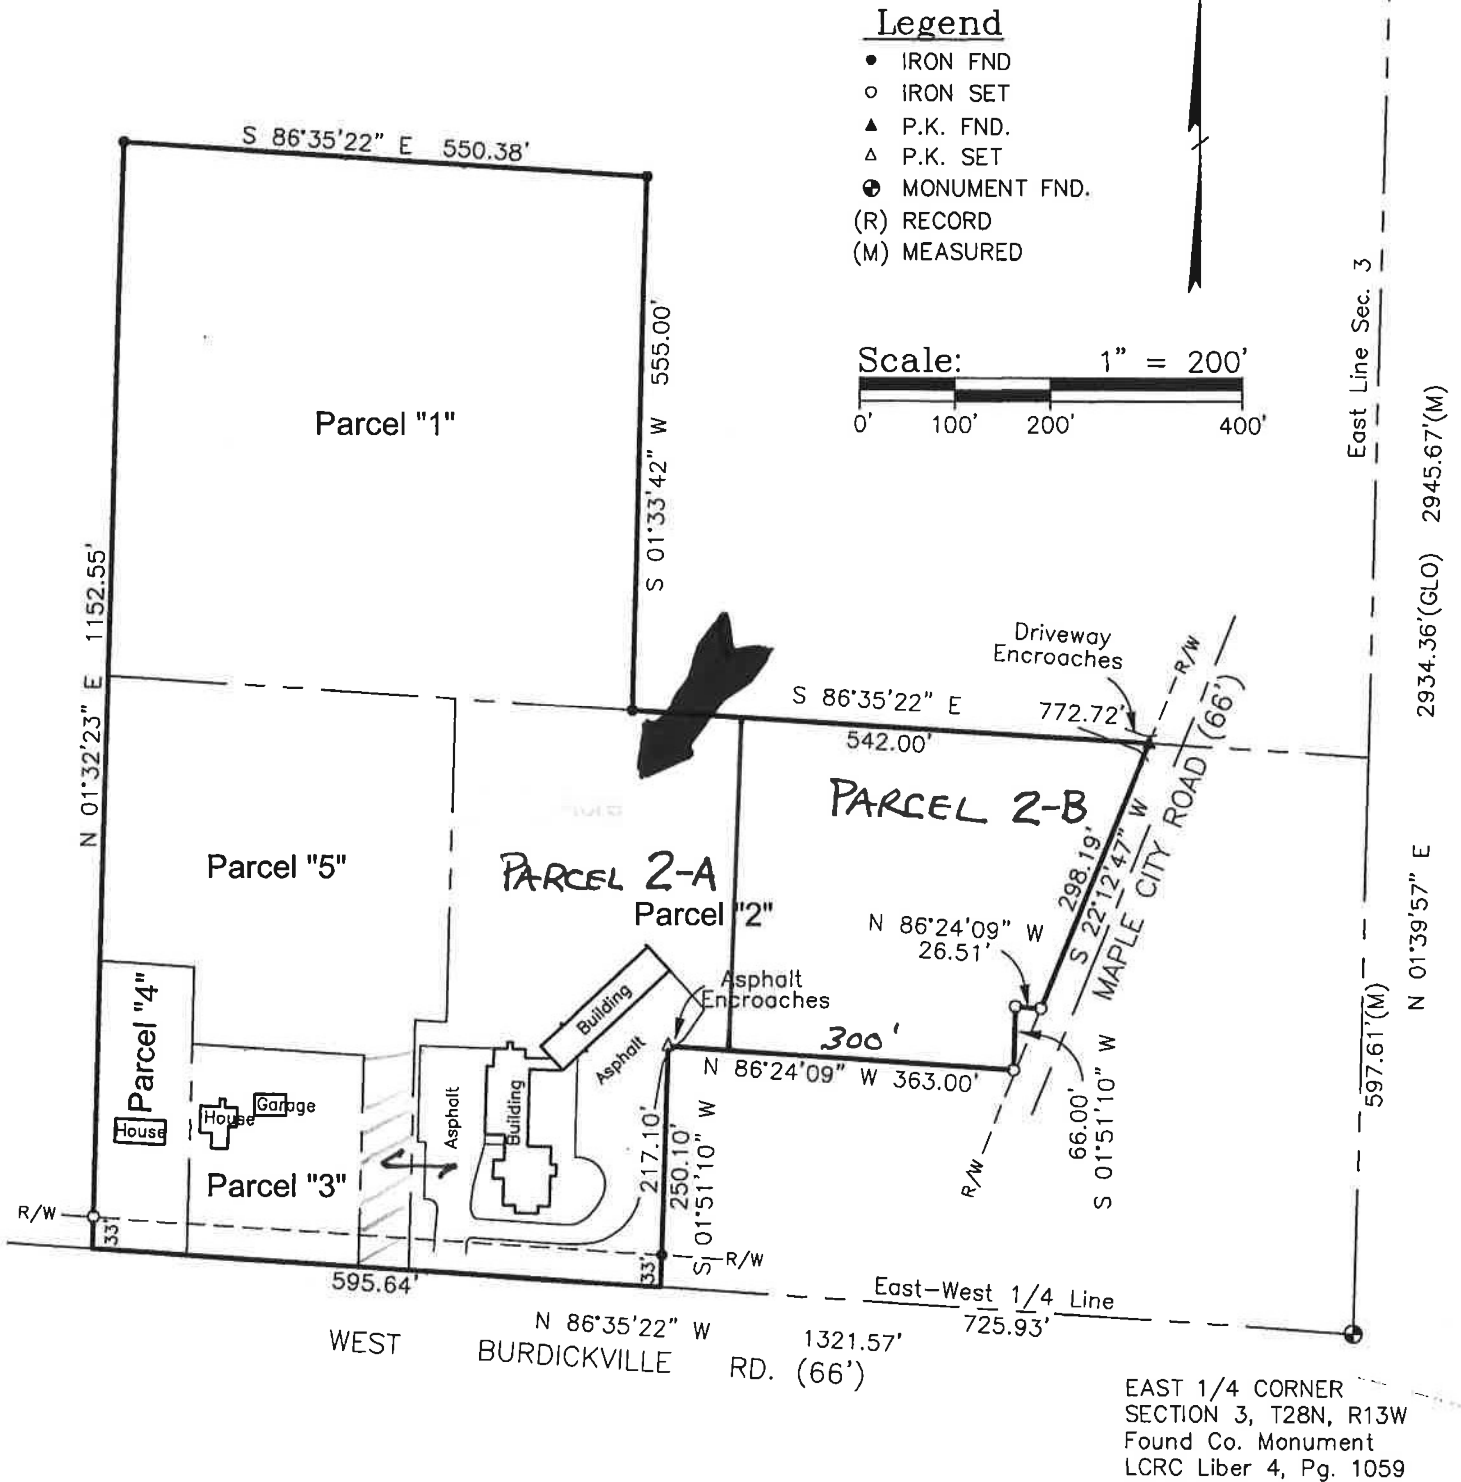 Legend
IRON FND
IRON SET
P.K. FND.
P.K. SET
MONUMENT FND.
(R) RECORD
(M) MEASURED
S 86°35'22" E 550.38'
Scale: 1" = 200'
0' 100' 200' 400'
East Line Sec. 3
2934.36'(GLO) 2945.67'(M)
N 01°39'57" E
597.61'(M)
S 01°33'42" W 555.00'
Parcel "1"
N 01°32'23" E 1152.55'
Driveway
Encroaches
R/W
S 86°35'22" E
772.72'
542.00'
PARCEL 2-B
298.19'
S 22°12'47" W
MAPLE CITY ROAD (66')
Parcel "5"
PARCEL 2-A
Parcel "2"
N 86°24'09" W
26.51'
Asphalt
Encroaches
300'
N 86°24'09" W 363.00'
66.00'
S 01°51'10" W
R/W
Parcel "4"
House
House
Garage
Parcel "3"
Asphalt
Building
Building
Asphalt
217.10'
250.10'
S 01°51'10" W
R/W
33'
33'
R/W
595.64'
East-West 1/4 Line
N 86°35'22" W 1321.57' 725.93'
WEST BURDICKVILLE RD. (66')
EAST 1/4 CORNER
SECTION 3, T28N, R13W
Found Co. Monument
LCRC Liber 4, Pg. 1059